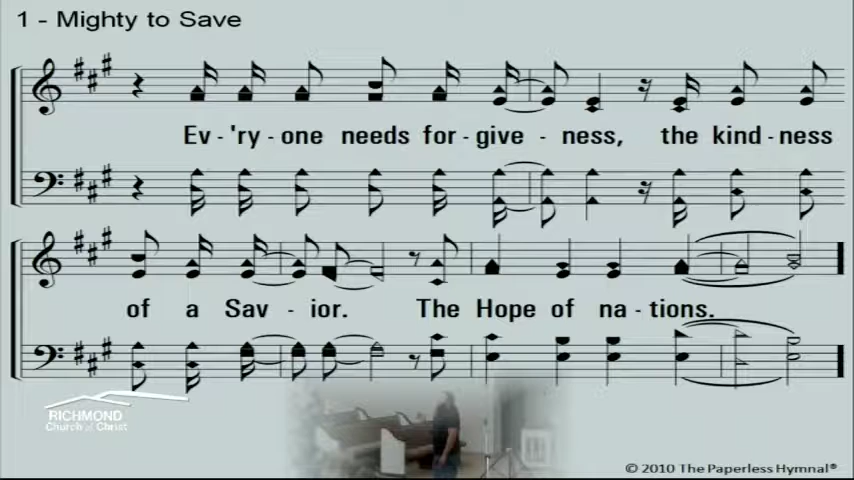 1 - Mighty to Save
Ev - 'ry - one needs for - give - ness, the kind - ness
of a Sav - ior. The Hope of na - tions.
RICHMOND
Church of Christ
© 2010 The Paperless Hymnal®